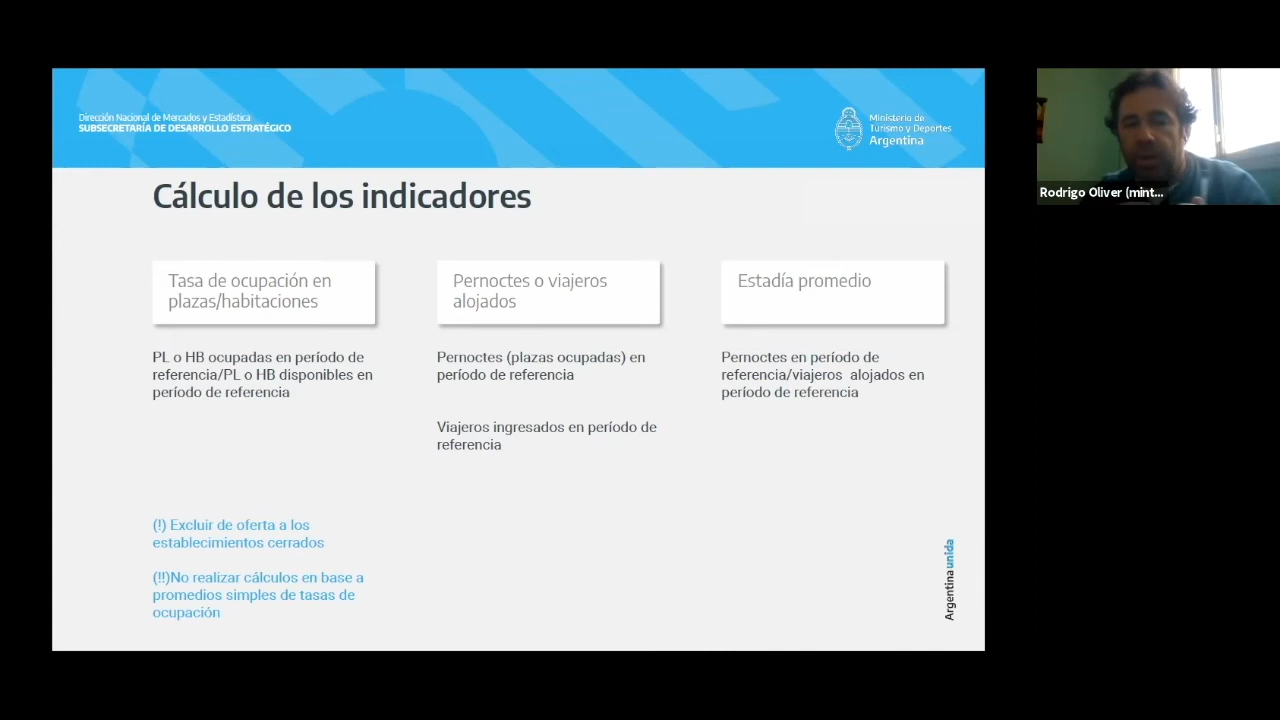 Dirección Nacional de Mercados y Estadística
SUBSECRETARÍA DE DESARROLLO ESTRATÉGICO
Ministerio de
Turismo y Deportes
Argentina
Cálculo de los indicadores
Tasa de ocupación en
plazas/habitaciones
PL o HB ocupadas en período de
referencia/PL o HB disponibles en
período de referencia
(!) Excluir de oferta a los
establecimientos cerrados
(!!)No realizar cálculos en base a
promedios simples de tasas de
ocupación
Pernoctes o viajeros
alojados
Pernoctes (plazas ocupadas) en
período de referencia
Viajeros ingresados en período de
referencia
Estadía promedio
Pernoctes en período de
referencia/viajeros alojados en
período de referencia
Argentina unida
Rodrigo Oliver (mint...